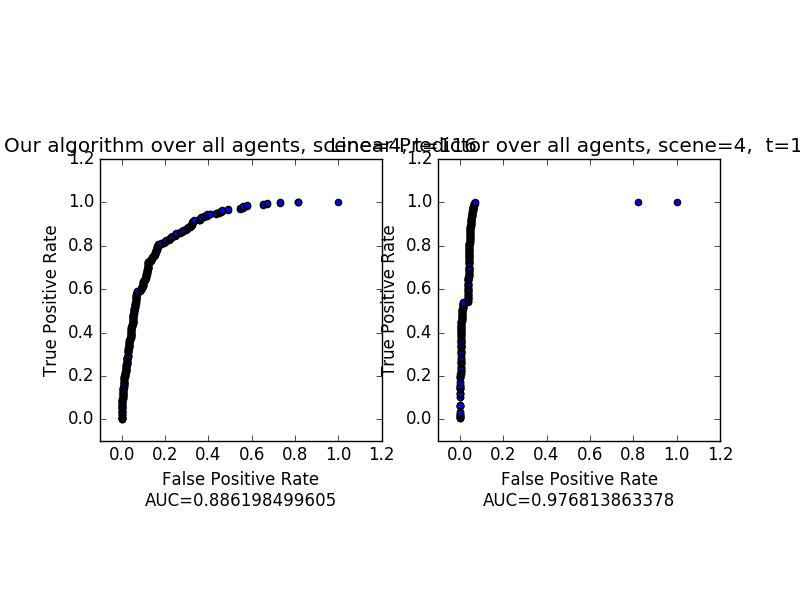 Our algorithm over all agents, scene=4, t=116
Linear Predictor over all agents, scene=4, t=1
1.2
1.0
0.8
0.6
0.4
0.2
0.0
True Positive Rate
0.0 0.2 0.4 0.6 0.8 1.0 1.2
False Positive Rate
AUC=0.886198499605
1.2
1.0
0.8
0.6
0.4
0.2
0.0
True Positive Rate
0.0 0.2 0.4 0.6 0.8 1.0 1.2
False Positive Rate
AUC=0.976813863378